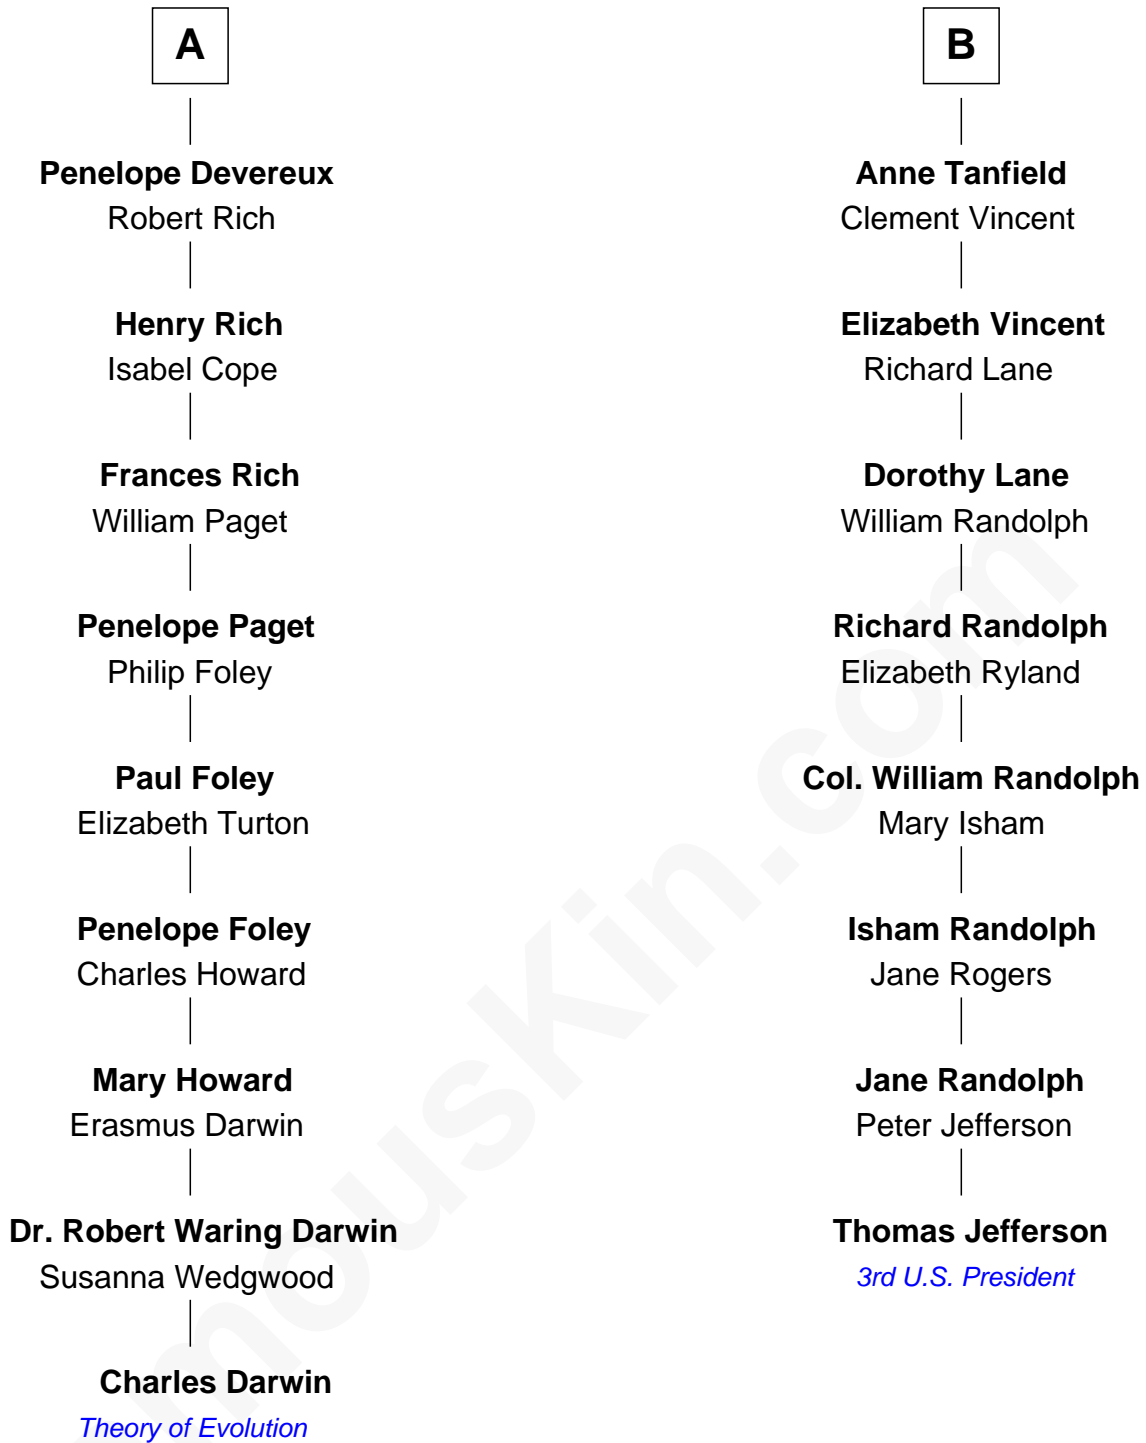 A
Penelope Devereux
Robert Rich
Henry Rich
Isabel Cope
Frances Rich
William Paget
Penelope Paget
Philip Foley
Paul Foley
Elizabeth Turton
Penelope Foley
Charles Howard
Mary Howard
Erasmus Darwin
Dr. Robert Waring Darwin
Susanna Wedgwood
Charles Darwin
Theory of Evolution
B
Anne Tanfield
Clement Vincent
Elizabeth Vincent
Richard Lane
Dorothy Lane
William Randolph
Richard Randolph
Elizabeth Ryland
Col. William Randolph
Mary Isham
Isham Randolph
Jane Rogers
Jane Randolph
Peter Jefferson
Thomas Jefferson
3rd U.S. President
mousKin.com